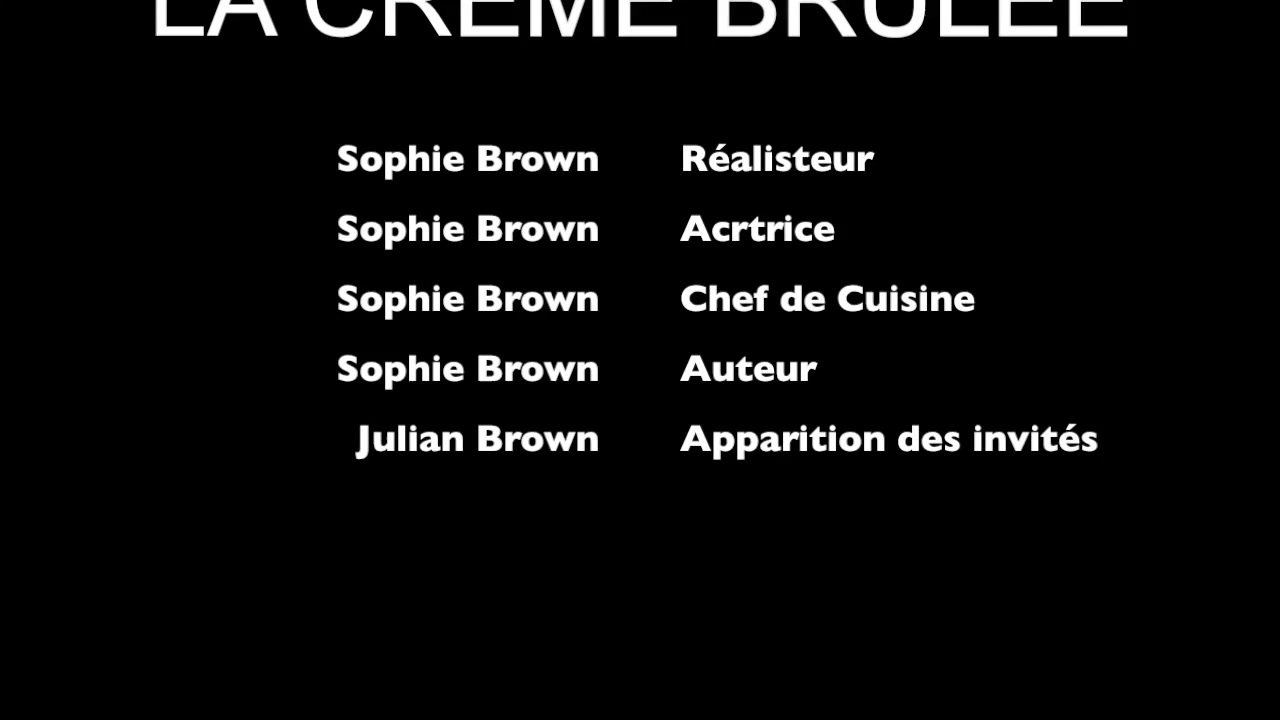 LA CREME BRULEE
Sophie Brown Réalisteur
Sophie Brown Acrtrice
Sophie Brown Chef de Cuisine
Sophie Brown Auteur
Julian Brown Apparition des invités